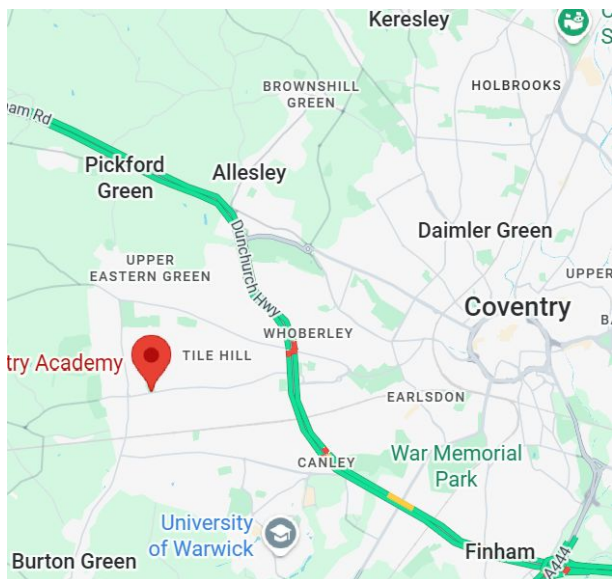 Keresley
BROWNSHILL
GREEN
HOLBROOKS
am Rd
Pickford
Green
Allesley
Dunchurch Hwy
Daimler Green
UPPER
EASTERN GREEN
UPPER
Coventry
WHOBERLEY
try Academy
TILE HILL
EARLSDON
War Memorial
Park
CANLEY
University
of Warwick
Finham
Burton Green
A444